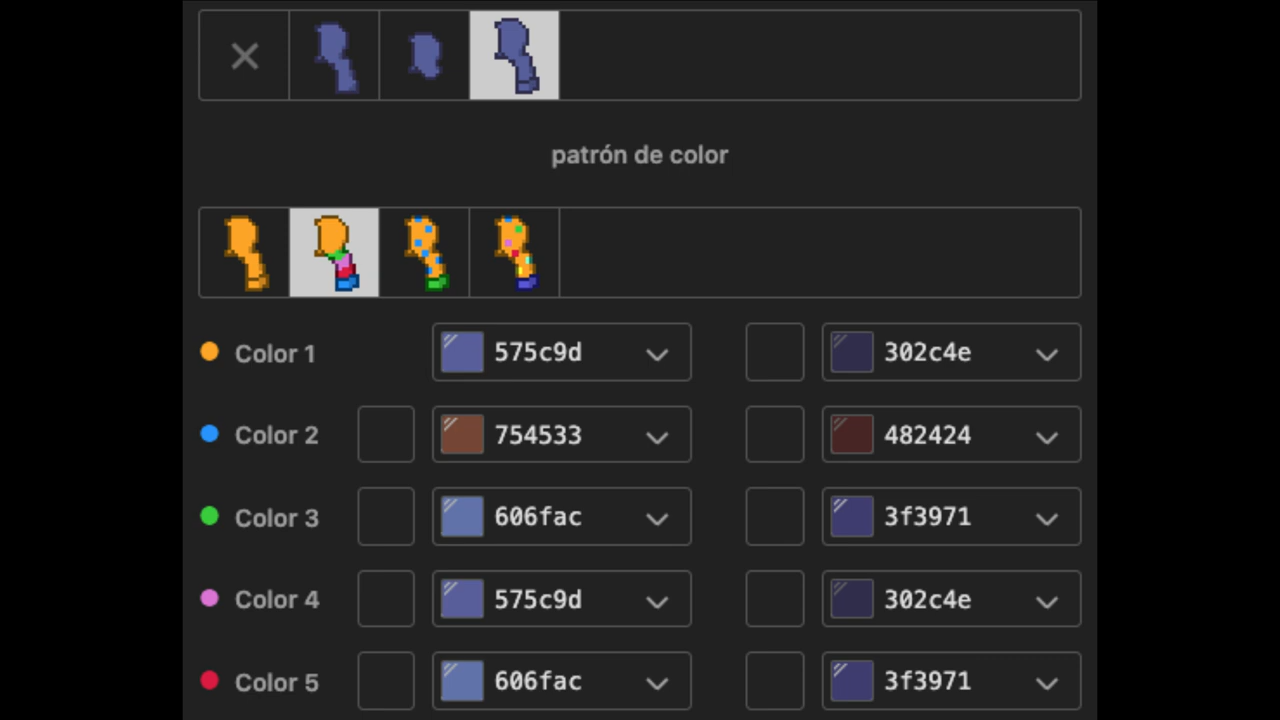 patrón de color
Color 1 575c9d 302c4e
Color 2 754533 482424
Color 3 606fac 3f3971
Color 4 575c9d 302c4e
Color 5 606fac 3f3971